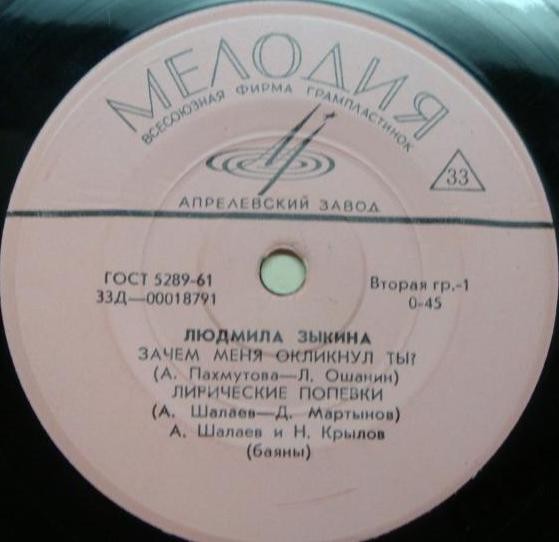 МЕЛОДИЯ
ВСЕСОЮЗНАЯ ФИРМА ГРАМПЛАСТИНОК
33
АПРЕЛЕВСКИЙ ЗАВОД
ГОСТ 5289-61
33Д—00018791
Вторая гр.-1
0-45
ЛЮДМИЛА ЗЫКИНА
ЗАЧЕМ МЕНЯ ОКЛИКНУЛ ТЫ?
(А. Пахмутова—Л. Ошанин)
ЛИРИЧЕСКИЕ ПОПЕВКИ
(А. Шалаев—Д. Мартынов)
А. Шалаев и Н. Крылов
(баяны)